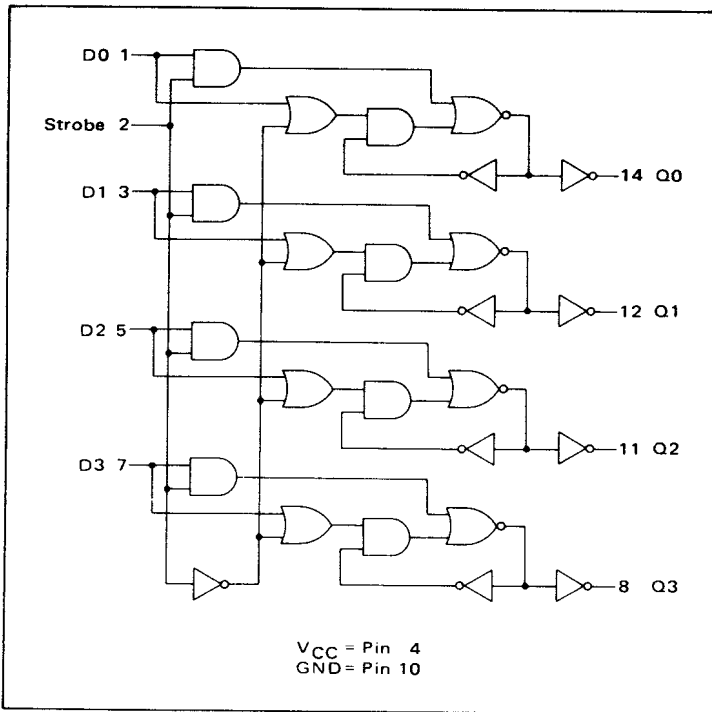 D0 1
Strobe 2
14 Q0
D1 3
12 Q1
D2 5
11 Q2
D3 7
8 Q3
VCC = Pin 4
GND= Pin 10